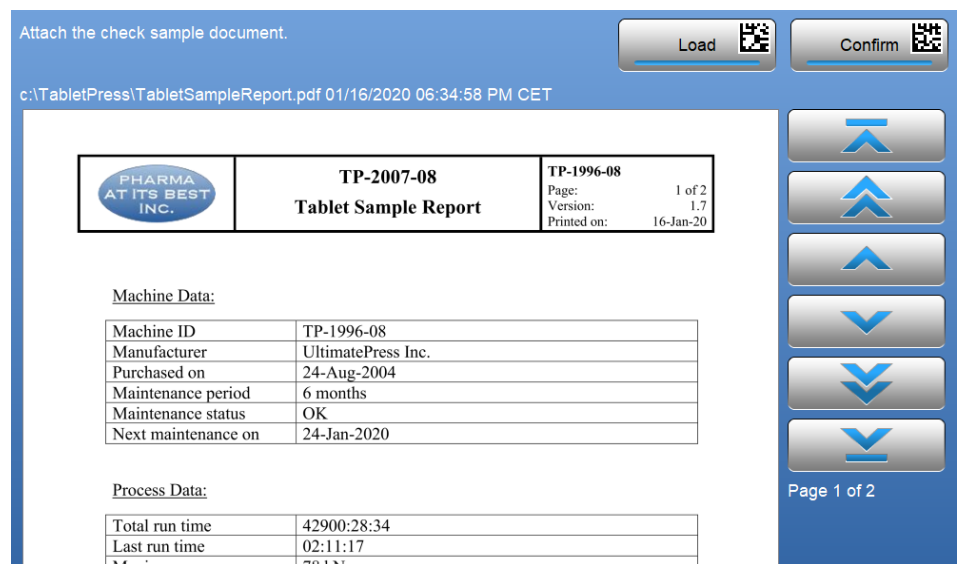 Attach the check sample document.
Load
Confirm
c:\TabletPress\TabletSampleReport.pdf 01/16/2020 06:34:58 PM CET
PHARMA
AT ITS BEST
INC.
TP-2007-08
Tablet Sample Report
TP-1996-08
Page: 1 of 2
Version: 1.7
Printed on: 16-Jan-20
Machine Data:
Machine ID TP-1996-08
Manufacturer UltimatePress Inc.
Purchased on 24-Aug-2004
Maintenance period 6 months
Maintenance status OK
Next maintenance on 24-Jan-2020
Process Data:
Total run time 42900:28:34
Last run time 02:11:17
Page 1 of 2